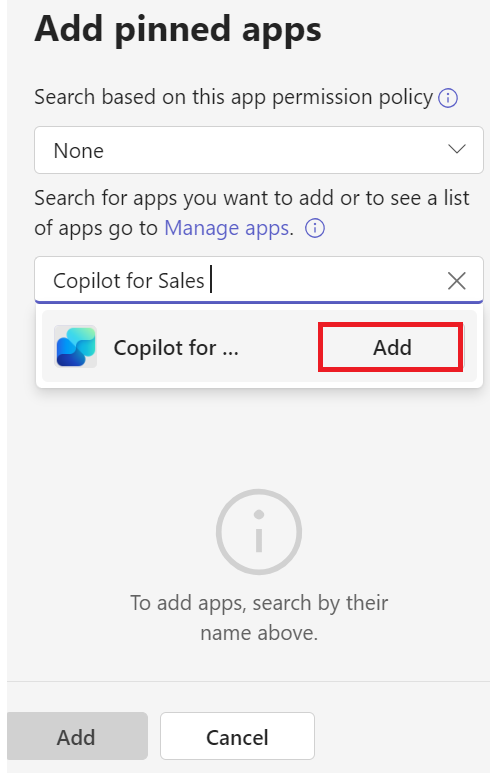 Add pinned apps
Search based on this app permission policy
None
Search for apps you want to add or to see a list
of apps go to Manage apps.
Copilot for Sales
Copilot for ...
Add
To add apps, search by their
name above.
Add
Cancel